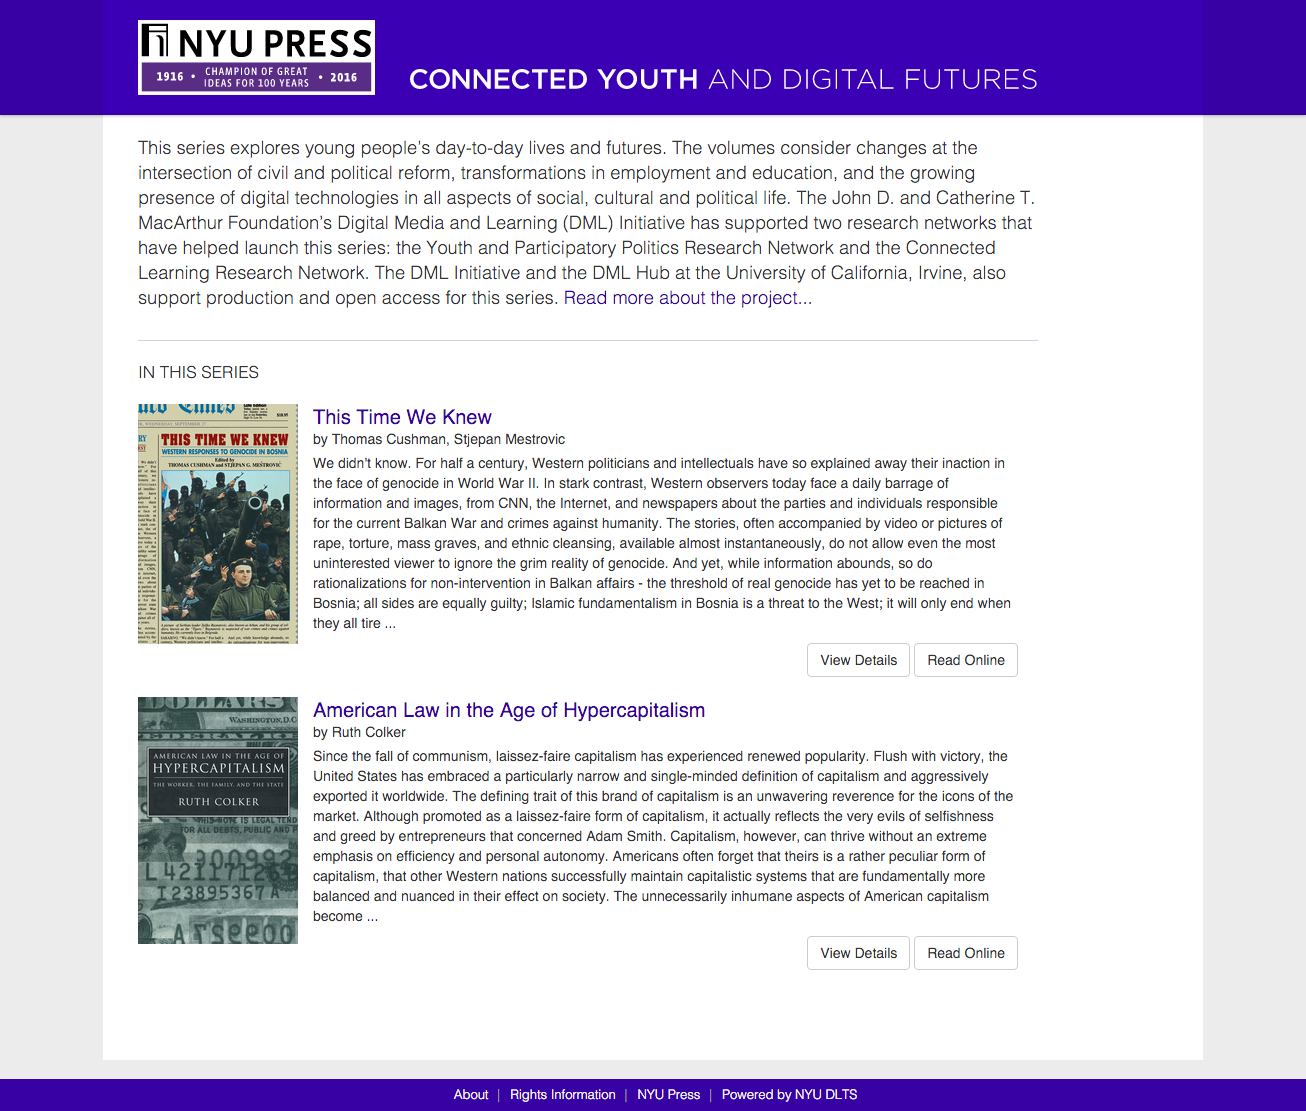 NYU PRESS
1916 • CHAMPION OF GREAT IDEAS FOR 100 YEARS • 2016
CONNECTED YOUTH AND DIGITAL FUTURES
This series explores young people's day-to-day lives and futures. The volumes consider changes at the
intersection of civil and political reform, transformations in employment and education, and the growing
presence of digital technologies in all aspects of social, cultural and political life. The John D. and Catherine T.
MacArthur Foundation's Digital Media and Learning (DML) Initiative has supported two research networks that
have helped launch this series: the Youth and Participatory Politics Research Network and the Connected
Learning Research Network. The DML Initiative and the DML Hub at the University of California, Irvine, also
support production and open access for this series. Read more about the project...
IN THIS SERIES
THIS TIME WE KNEW
WESTERN RESPONSES TO GENOCIDE IN BOSNIA
Edited by
THOMAS CUSHMAN and STJEPAN G. MEŠTROVIĆ
This Time We Knew
by Thomas Cushman, Stjepan Mestrovic
We didn't know. For half a century, Western politicians and intellectuals have so explained away their inaction in
the face of genocide in World War II. In stark contrast, Western observers today face a daily barrage of
information and images, from CNN, the Internet, and newspapers about the parties and individuals responsible
for the current Balkan War and crimes against humanity. The stories, often accompanied by video or pictures of
rape, torture, mass graves, and ethnic cleansing, available almost instantaneously, do not allow even the most
uninterested viewer to ignore the grim reality of genocide. And yet, while information abounds, so do
rationalizations for non-intervention in Balkan affairs - the threshold of real genocide has yet to be reached in
Bosnia; all sides are equally guilty; Islamic fundamentalism in Bosnia is a threat to the West; it will only end when
they all tire ...
View Details Read Online
WASHINGTON, D.C
AMERICAN LAW IN THE AGE OF
HYPERCAPITALISM
THE WORKER, THE FAMILY, AND THE STATE
RUTH COLKER
American Law in the Age of Hypercapitalism
by Ruth Colker
Since the fall of communism, laissez-faire capitalism has experienced renewed popularity. Flush with victory, the
United States has embraced a particularly narrow and single-minded definition of capitalism and aggressively
exported it worldwide. The defining trait of this brand of capitalism is an unwavering reverence for the icons of the
market. Although promoted as a laissez-faire form of capitalism, it actually reflects the very evils of selfishness
and greed by entrepreneurs that concerned Adam Smith. Capitalism, however, can thrive without an extreme
emphasis on efficiency and personal autonomy. Americans often forget that theirs is a rather peculiar form of
capitalism, that other Western nations successfully maintain capitalistic systems that are fundamentally more
balanced and nuanced in their effect on society. The unnecessarily inhumane aspects of American capitalism
become ...
View Details Read Online
About | Rights Information | NYU Press | Powered by NYU DLTS